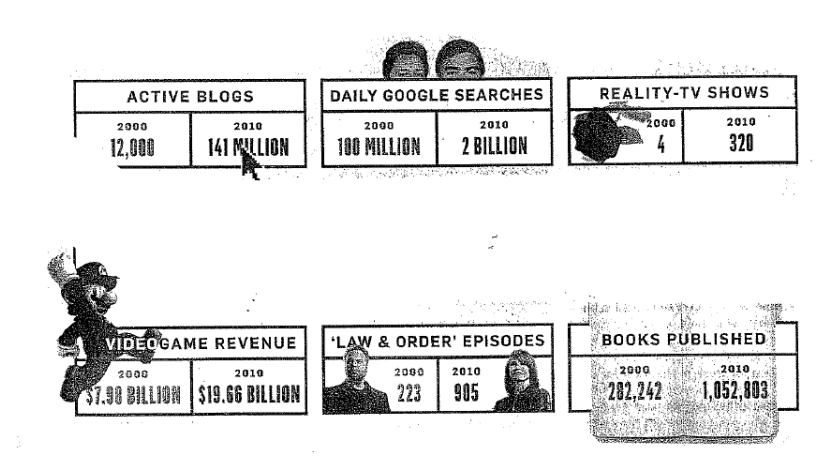 ACTIVE BLOGS
2000 2010
12,000 141 MILLION
DAILY GOOGLE SEARCHES
2000 2010
100 MILLION 2 BILLION
REALITY-TV SHOWS
2000 2010
4 320
VIDEOGAME REVENUE
2000 2010
$7.98 BILLION $19.66 BILLION
'LAW & ORDER' EPISODES
2000 2010
223 905
BOOKS PUBLISHED
2000 2010
282,242 1,052,803